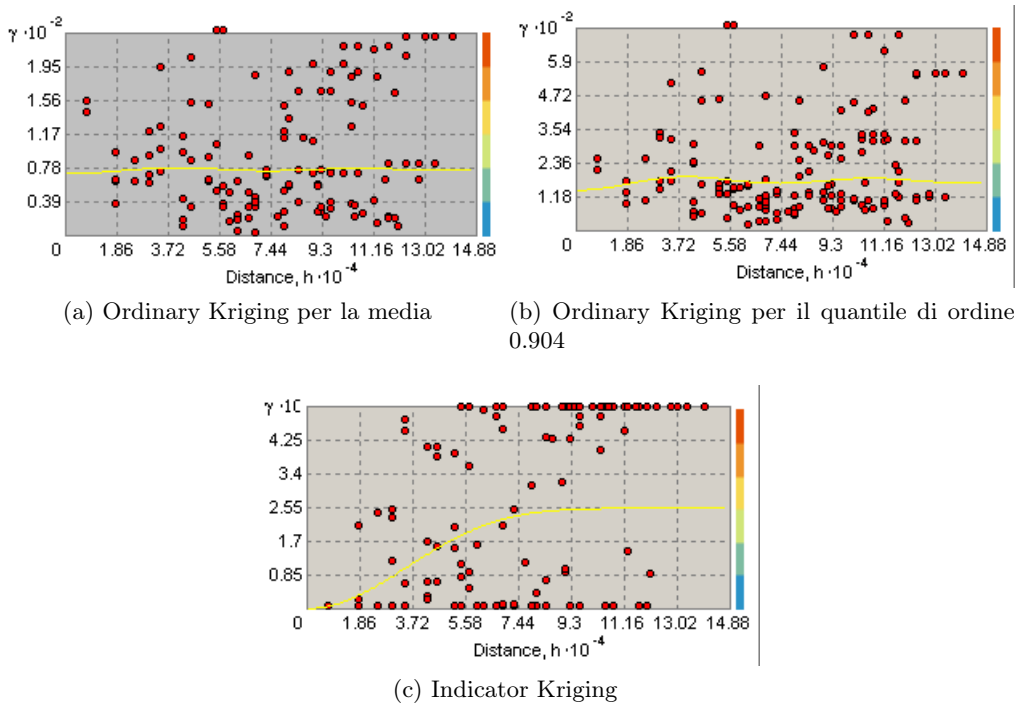 γ ·10⁻²
1.95
1.56
1.17
0.78
0.39
0 1.86 3.72 5.58 7.44 9.3 11.16 13.02 14.88
Distance, h ·10⁻⁴
(a) Ordinary Kriging per la media
γ ·10⁻²
5.9
4.72
3.54
2.36
1.18
0 1.86 3.72 5.58 7.44 9.3 11.16 13.02 14.88
Distance, h ·10⁻⁴
(b) Ordinary Kriging per il quantile di ordine
0.904
γ ·10
4.25
3.4
2.55
1.7
0.85
0 1.86 3.72 5.58 7.44 9.3 11.16 13.02 14.88
Distance, h ·10⁻⁴
(c) Indicator Kriging